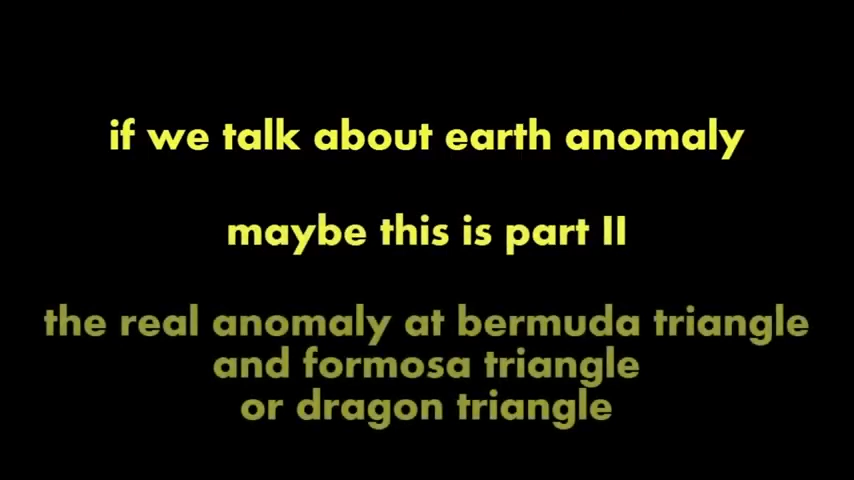 if we talk about earth anomaly
maybe this is part II
the real anomaly at bermuda triangle
and formosa triangle
or dragon triangle